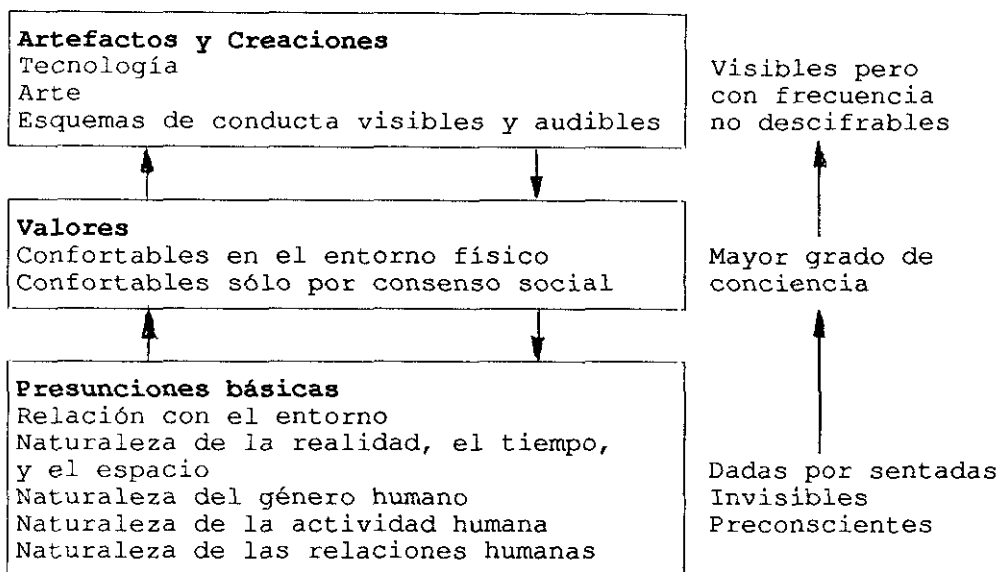 Artefactos y Creaciones
Tecnología
Arte
Esquemas de conducta visibles y audibles
Visibles pero
con frecuencia
no descifrables
Valores
Confortables en el entorno físico
Confortables sólo por consenso social
Mayor grado de
conciencia
Presunciones básicas
Relación con el entorno
Naturaleza de la realidad, el tiempo,
y el espacio
Naturaleza del género humano
Naturaleza de la actividad humana
Naturaleza de las relaciones humanas
Dadas por sentadas
Invisibles
Preconscientes